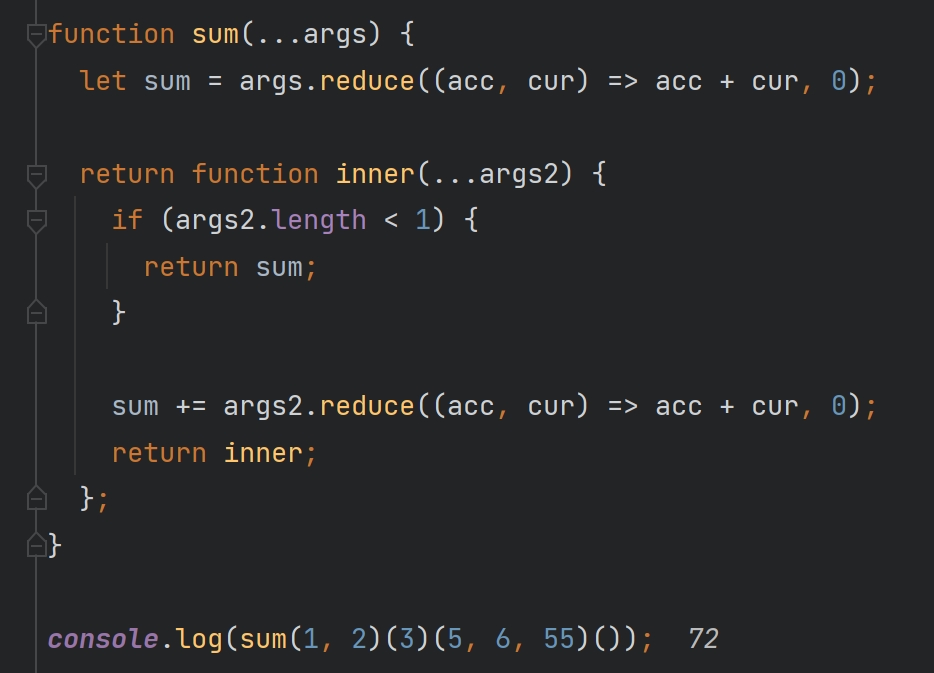 function sum(...args) {
  let sum = args.reduce((acc, cur) => acc + cur, 0);
  return function inner(...args2) {
    if (args2.length < 1) {
      return sum;
    }
    sum += args2.reduce((acc, cur) => acc + cur, 0);
    return inner;
  };
}
console.log(sum(1, 2)(3)(5, 6, 55)()); 72